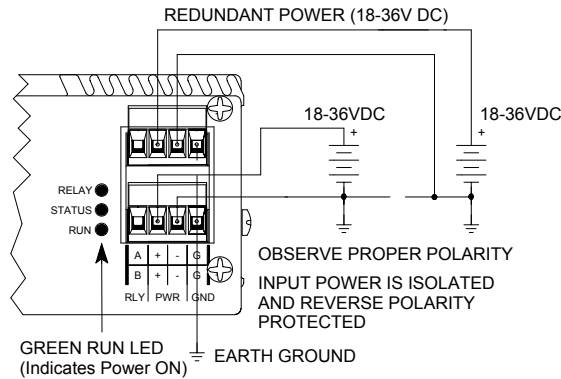 REDUNDANT POWER (18-36V DC)
18-36VDC
18-36VDC
+
+
RELAY
STATUS
RUN
A + - G
B + - G
RLY PWR GND
OBSERVE PROPER POLARITY
INPUT POWER IS ISOLATED
AND REVERSE POLARITY
PROTECTED
GREEN RUN LED
(Indicates Power ON)
EARTH GROUND